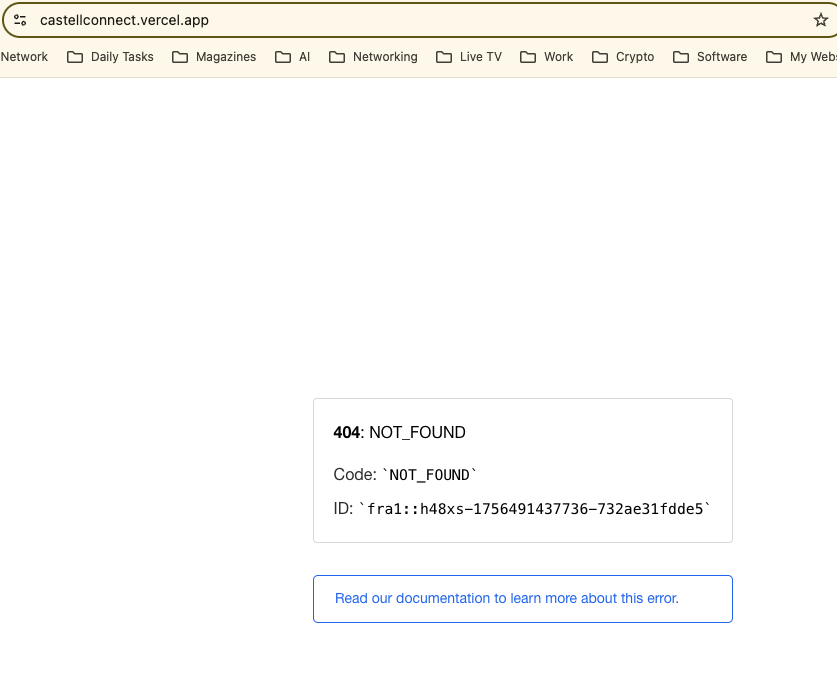 castellconnect.vercel.app
Network Daily Tasks Magazines AI Networking Live TV Work Crypto Software My Webs
404: NOT_FOUND
Code: `NOT_FOUND`
ID: `fra1::h48xs-1756491437736-732ae31fdde5`
Read our documentation to learn more about this error.